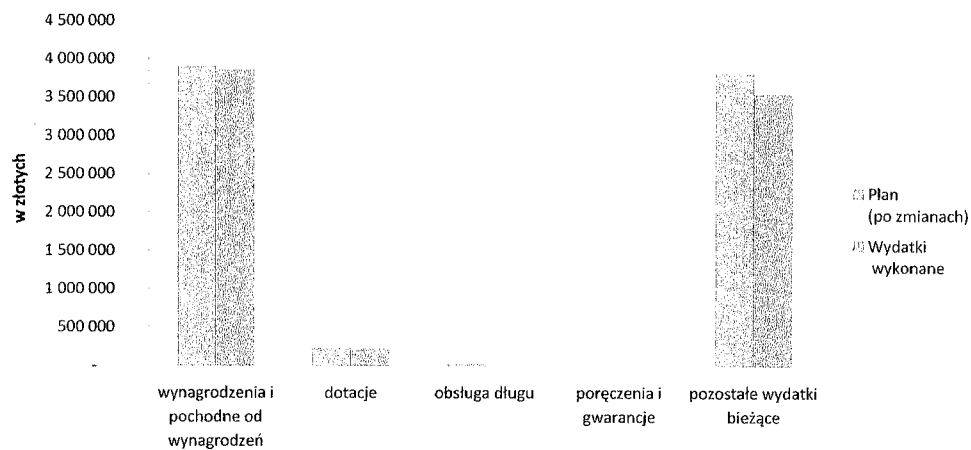 4 500 000
4 000 000
3 500 000
3 000 000
2 500 000
2 000 000
1 500 000
1 000 000
500 000
-
w złotych
wynagrodzenia i
pochodne od
wynagrodzeń
dotacje
obsługa długu
poręczenia i
gwarancje
pozostałe wydatki
bieżące
Plan
(po zmianach)
Wydatki
wykonane